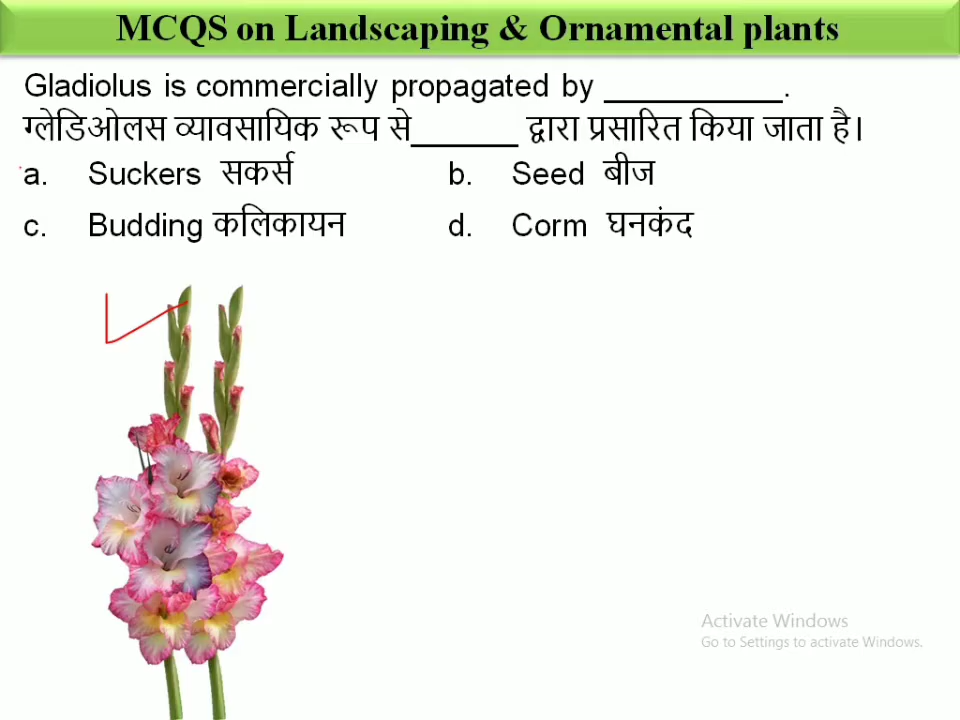 MCQS on Landscaping & Ornamental plants
Gladiolus is commercially propagated by __________.
ग्लेडिओलस व्यावसायिक रूप से______ द्वारा प्रसारित किया जाता है।
a. Suckers सकर्स b. Seed बीज
c. Budding कलिकायन d. Corm घनकंद
Activate Windows
Go to Settings to activate Windows.